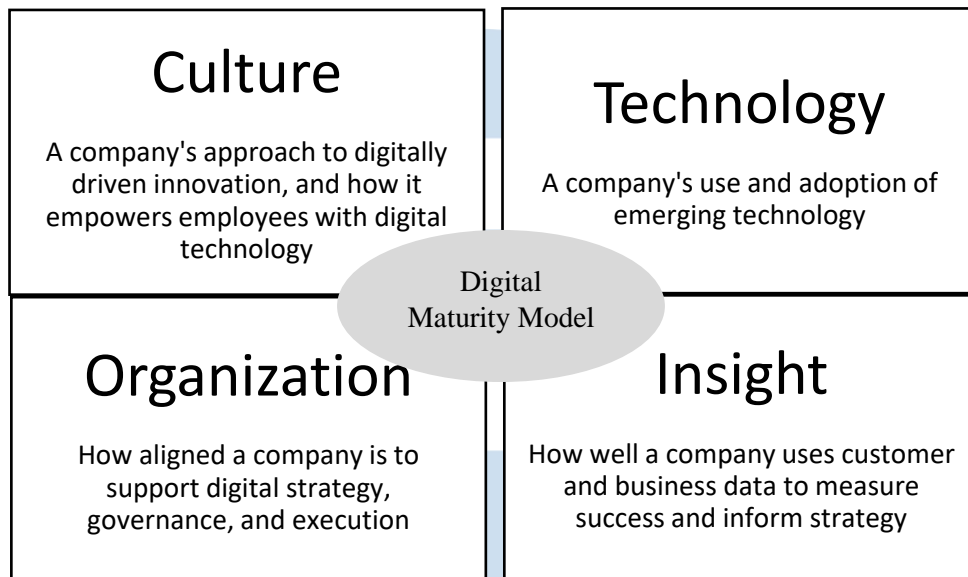 Culture
A company's approach to digitally
driven innovation, and how it
empowers employees with digital
technology
Technology
A company's use and adoption of
emerging technology
Digital
Maturity Model
Organization
How aligned a company is to
support digital strategy,
governance, and execution
Insight
How well a company uses customer
and business data to measure
success and inform strategy